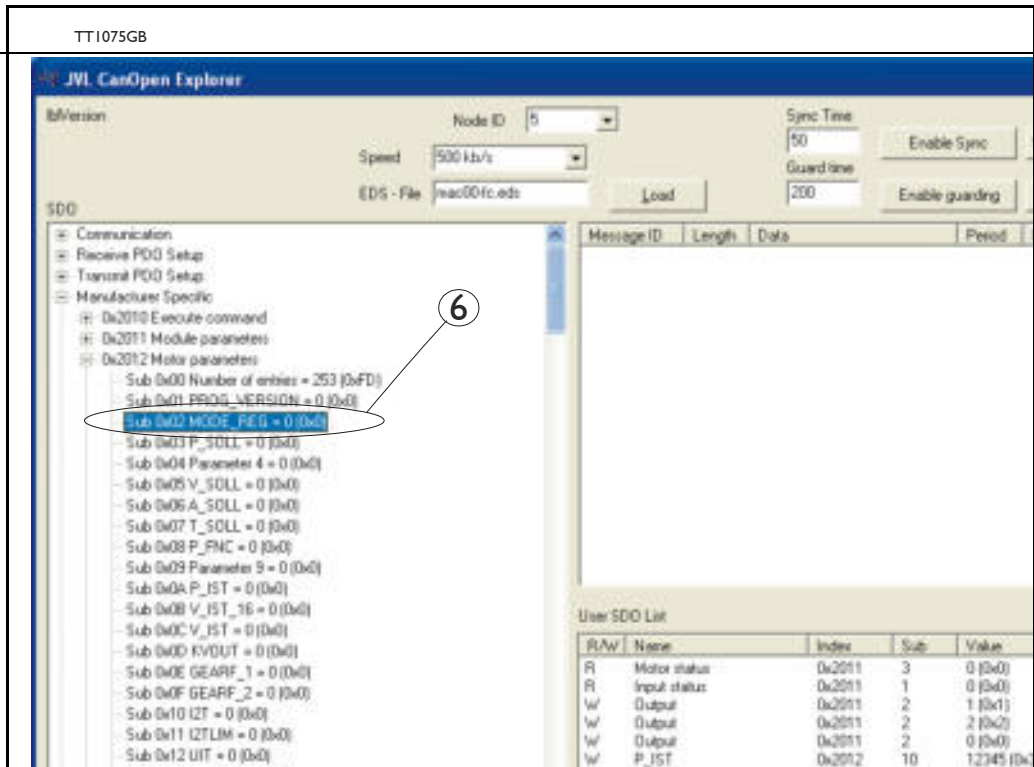 TT1075GB
JVL CanOpen Explorer
lblVersion
Node ID 5
Sync Time
50
Enable Sync
Speed 500 kb/s
Guard time
EDS - File mac00-fc.eds
Load
200
Enable guarding
SDO
Communication
Receive PDO Setup
Transmit PDO Setup
Manufacturer Specific
0x2010 Execute command
0x2011 Module parameters
0x2012 Motor parameters
Sub 0x00 Number of entries = 253 (0xFD)
Sub 0x01 PROG_VERSION = 0 (0x0)
Sub 0x02 MODE_REG = 0 (0x0)
Sub 0x03 P_SOLL = 0 (0x0)
Sub 0x04 Parameter 4 = 0 (0x0)
Sub 0x05 V_SOLL = 0 (0x0)
Sub 0x06 A_SOLL = 0 (0x0)
Sub 0x07 T_SOLL = 0 (0x0)
Sub 0x08 P_FNC = 0 (0x0)
Sub 0x09 Parameter 9 = 0 (0x0)
Sub 0x0A P_IST = 0 (0x0)
Sub 0x0B V_IST_16 = 0 (0x0)
Sub 0x0C V_IST = 0 (0x0)
Sub 0x0D KVOUT = 0 (0x0)
Sub 0x0E GEARF_1 = 0 (0x0)
Sub 0x0F GEARF_2 = 0 (0x0)
Sub 0x10 I2T = 0 (0x0)
Sub 0x11 I2TLIM = 0 (0x0)
Sub 0x12 UIT = 0 (0x0)
6
Message ID Length Data Period
User SDO List
R/W Name Index Sub Value
R Motor status 0x2011 3 0 (0x0)
R Input status 0x2011 1 0 (0x0)
W Output 0x2011 2 1 (0x1)
W Output 0x2011 2 2 (0x2)
W Output 0x2011 2 0 (0x0)
W P_IST 0x2012 10 12345